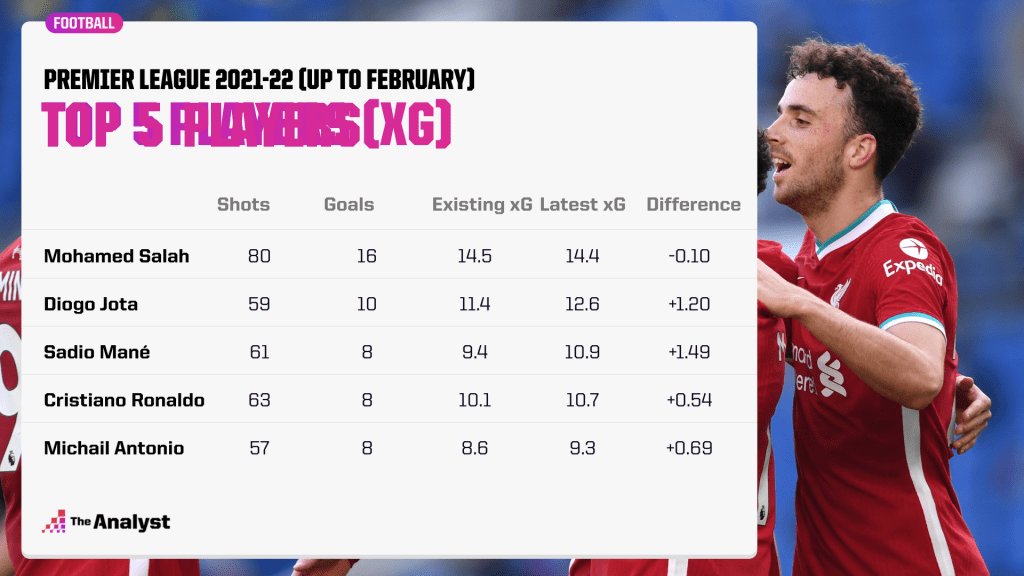 FOOTBALL
PREMIER LEAGUE 2021-22 (UP TO FEBRUARY)
TOP 5 PLAYERS (XG)
Shots Goals Existing xG Latest xG Difference
Mohamed Salah 80 16 14.5 14.4 -0.10
Diogo Jota 59 10 11.4 12.6 +1.20
Sadio Mané 61 8 9.4 10.9 +1.49
Cristiano Ronaldo 63 8 10.1 10.7 +0.54
Michail Antonio 57 8 8.6 9.3 +0.69
The Analyst
Expedia